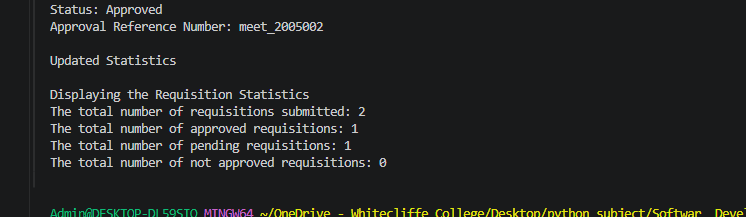 Status: Approved
Approval Reference Number: meet_2005002
Updated Statistics
Displaying the Requisition Statistics
The total number of requisitions submitted: 2
The total number of approved requisitions: 1
The total number of pending requisitions: 1
The total number of not approved requisitions: 0
Admin@DESKTOP-DL59SIO MINGW64 ~/OneDrive - Whitecliffe College/Desktop/python subject/Softwar Devel